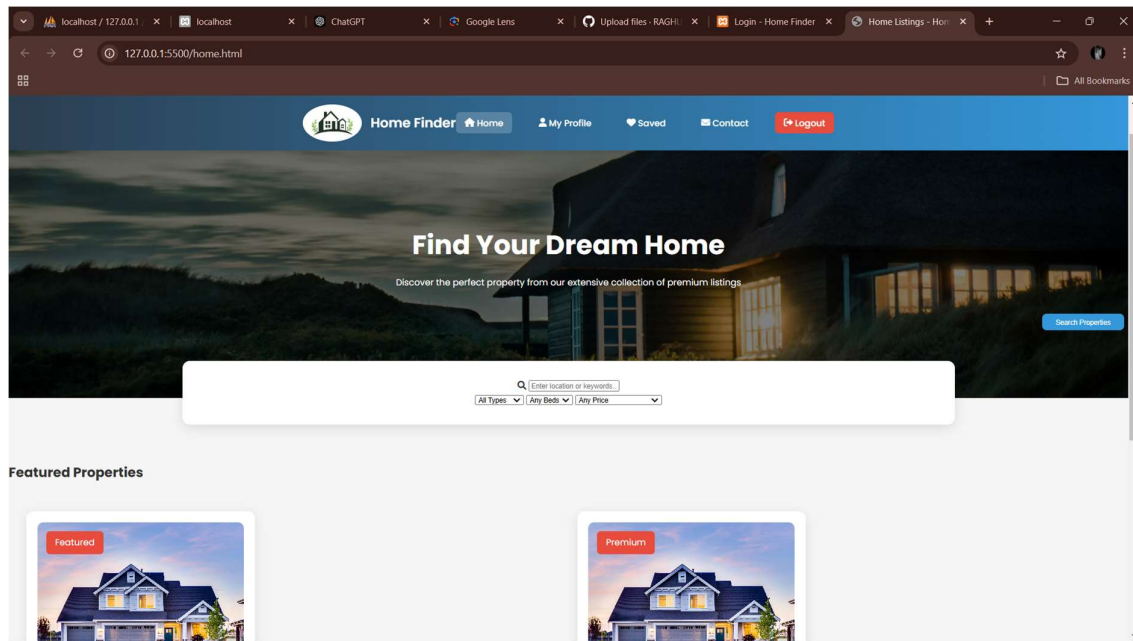 localhost / 127.0.0.1 /
localhost
ChatGPT
Google Lens
Upload files · RAGHU
Login - Home Finder
Home Listings - Hom
127.0.0.1:5500/home.html
All Bookmarks
Home Finder
Home
My Profile
Saved
Contact
Logout
Find Your Dream Home
Discover the perfect property from our extensive collection of premium listings
Search Properties
Enter location or keywords..
All Types
Any Beds
Any Price
Featured Properties
Featured
Premium